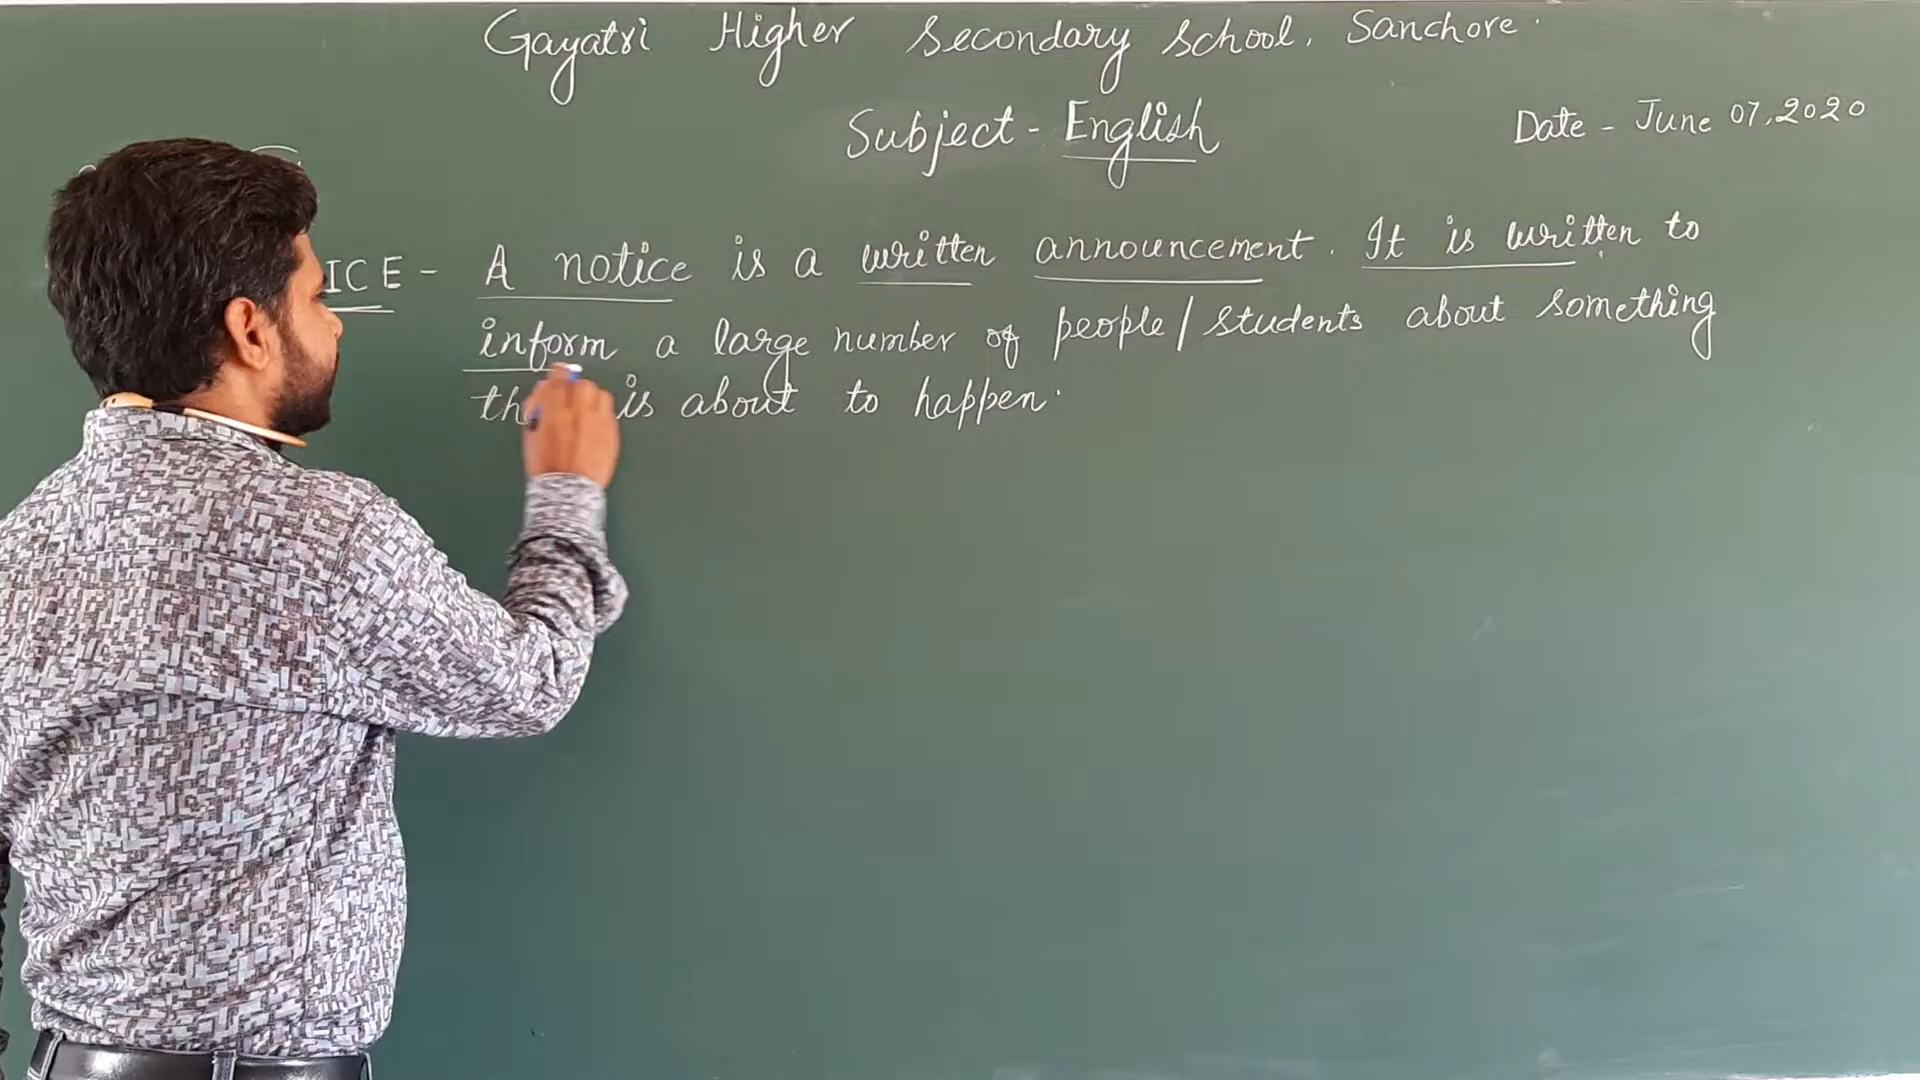 Gayatri Higher Secondary School, Sanchore.
Subject - English
Date - June 07, 2020
ICE - A notice is a written announcement. It is written to
inform a large number of people/students about something
is about to happen.